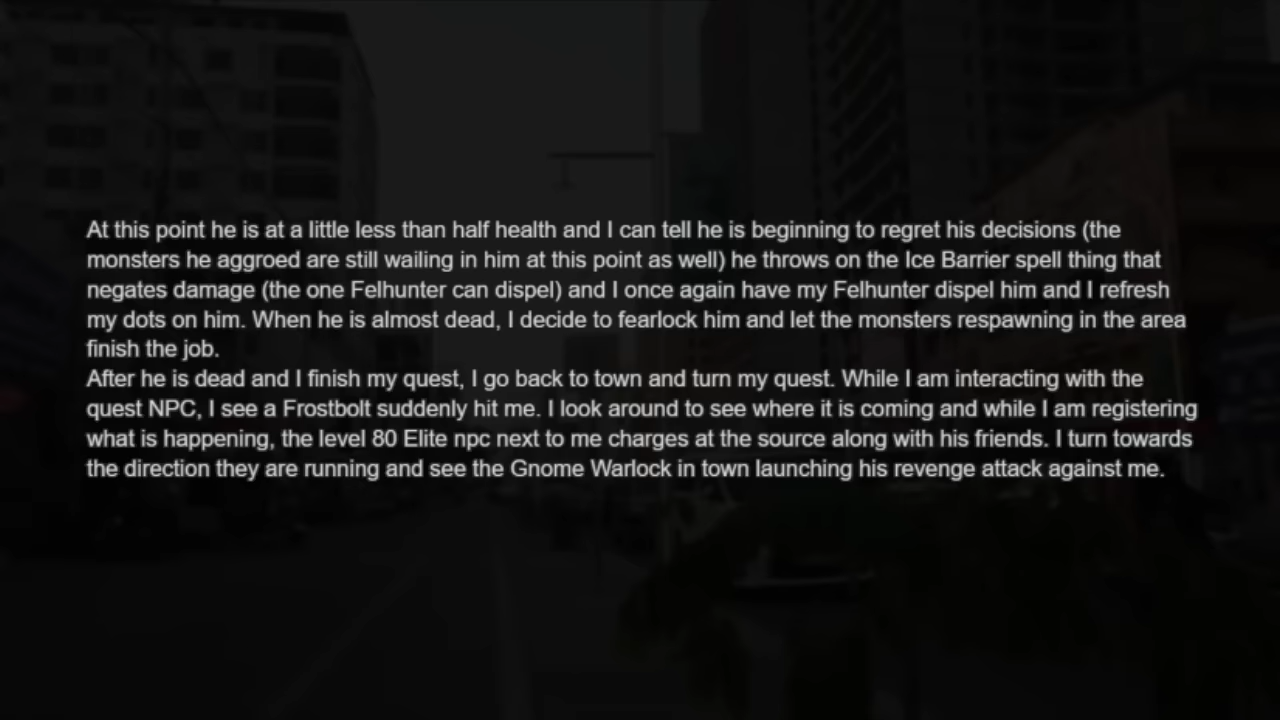 At this point he is at a little less than half health and I can tell he is beginning to regret his decisions (the
monsters he aggroed are still wailing in him at this point as well) he throws on the Ice Barrier spell thing that
negates damage (the one Felhunter can dispel) and I once again have my Felhunter dispel him and I refresh
my dots on him. When he is almost dead, I decide to fearlock him and let the monsters respawning in the area
finish the job.
After he is dead and I finish my quest, I go back to town and turn my quest. While I am interacting with the
quest NPC, I see a Frostbolt suddenly hit me. I look around to see where it is coming and while I am registering
what is happening, the level 80 Elite npc next to me charges at the source along with his friends. I turn towards
the direction they are running and see the Gnome Warlock in town launching his revenge attack against me.